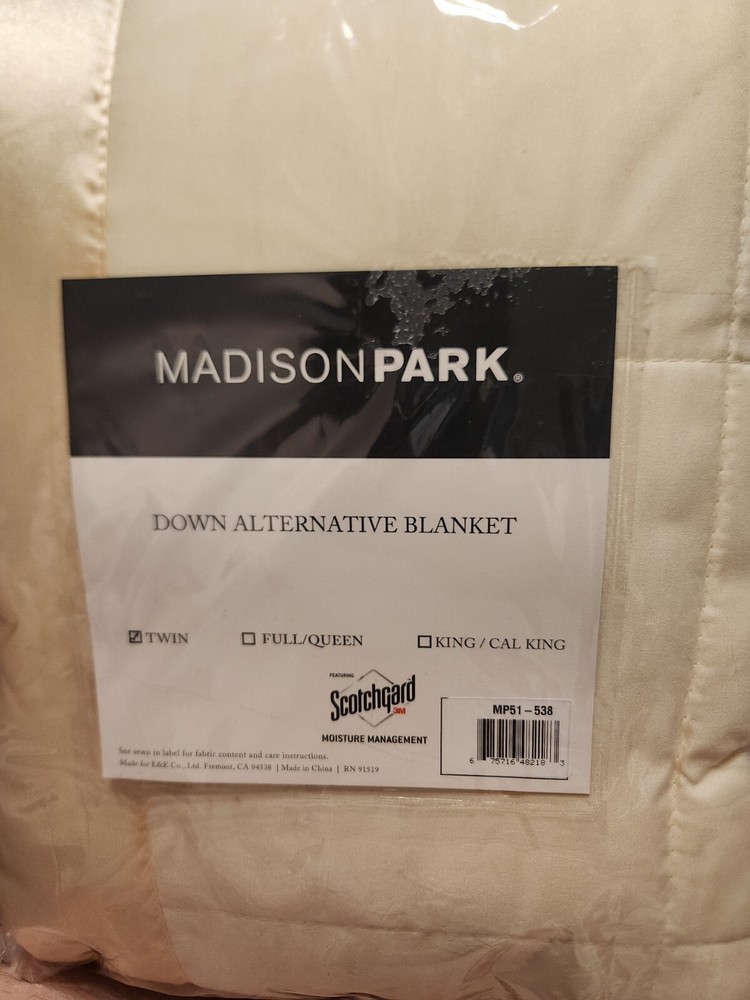 MADISONPARK®
DOWN ALTERNATIVE BLANKET
TWIN FULL/QUEEN KING / CAL KING
FEATURING
Scotchgard
3M
MOISTURE MANAGEMENT
MP51-538
6 75716 48218 3
See sewn in label for fabric content and care instructions.
Made for E&E Co., Ltd. Fremont, CA 94538 | Made in China | RN 91519